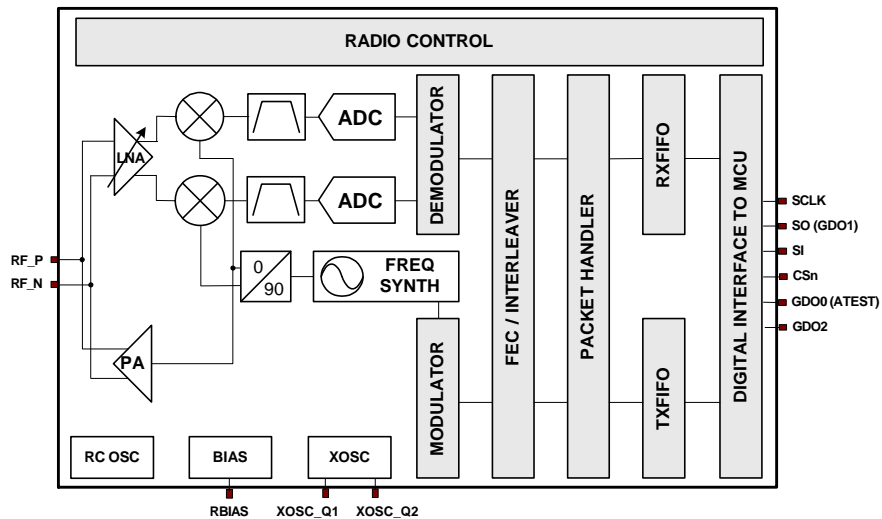 RADIO CONTROL
LNA
ADC
ADC
DEMODULATOR
FEC / INTERLEAVER
PACKET HANDLER
RXFIFO
DIGITAL INTERFACE TO MCU
SCLK
SO (GDO1)
SI
CSn
GDO0 (ATEST)
GDO2
RF_P
RF_N
0
90
FREQ
SYNTH
PA
MODULATOR
TXFIFO
RC OSC
BIAS
XOSC
RBIAS
XOSC_Q1
XOSC_Q2